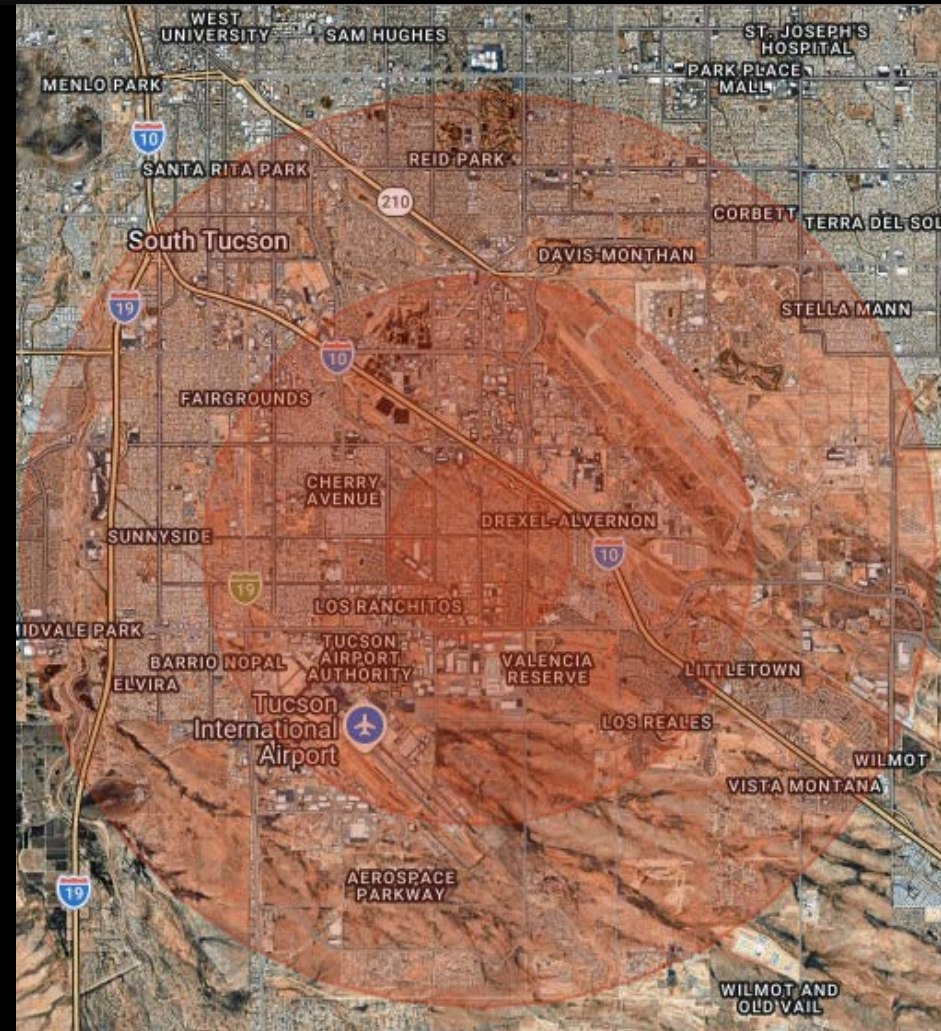 WEST
UNIVERSITY
SAM HUGHES
ST. JOSEPH'S
HOSPITAL
PARK PLACE
MALL
MENLO PARK
10
SANTA RITA PARK
REID PARK
210
CORBETT
TERRA DEL SOL
South Tucson
DAVIS-MONTHAN
19
STELLA MANN
10
FAIRGROUNDS
CHERRY
AVENUE
DREXEL-ALVERNON
SUNNYSIDE
10
19
LOS RANCHITOS
MIDVALE PARK
TUCSON
AIRPORT
AUTHORITY
BARRIO NOPAL
VALENCIA
RESERVE
LITTLETOWN
ELVIRA
Tucson
International
Airport
LOS REALES
WILMOT
VISTA MONTANA
AEROSPACE
PARKWAY
19
WILMOT AND
OLD VAIL